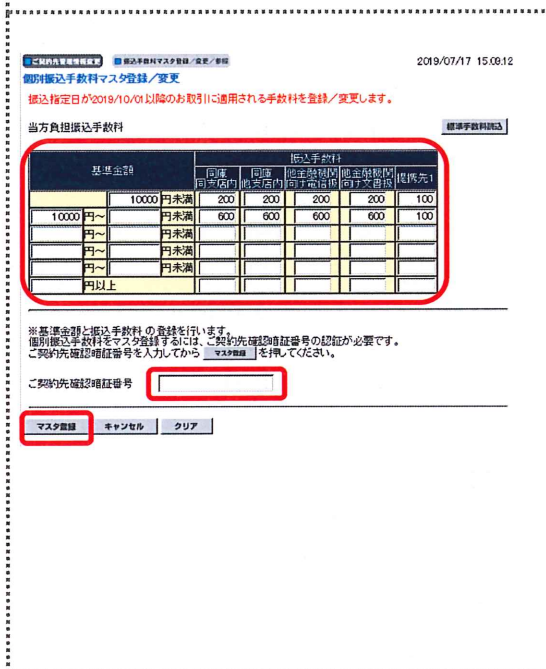 ご契約先管理情報変更 振込手数料マスタ登録／変更／参照 2019/07/17 15:09:12
個別振込手数料マスタ登録／変更
振込指定日が2019/10/01以降のお取引に適用される手数料を登録／変更します。
当方負担振込手数料 標準手数料読込
基準金額 振込手数料
同庫同支店内 同庫他支店内 他金融機関向け電信扱 他金融機関向け文書扱 提携先1
10000 円未満 200 200 200 200 100
10000 円～ 円未満 600 600 600 600 100
円～ 円未満
円～ 円未満
円～ 円未満
円以上
※基準金額と振込手数料の登録を行います。
個別振込手数料をマスタ登録するには、ご契約先確認暗証番号の認証が必要です。
ご契約先確認暗証番号を入力してから マスタ登録 を押してください。
ご契約先確認暗証番号
マスタ登録 キャンセル クリア